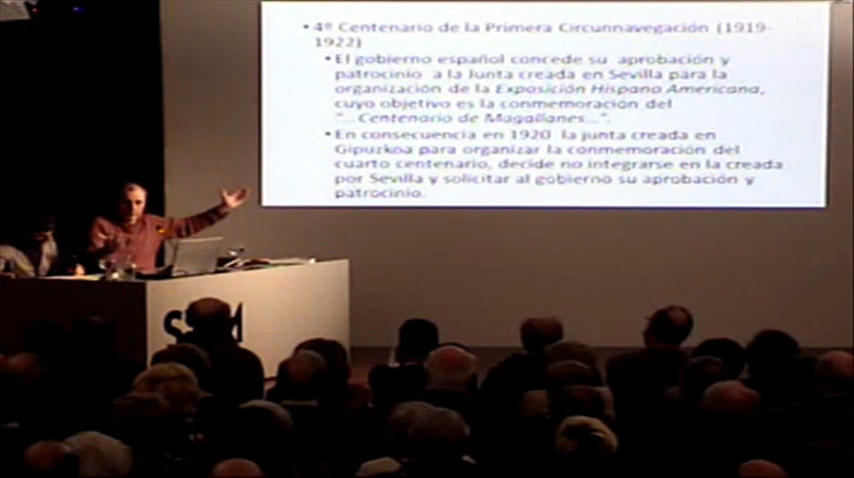 • 4º Centenario de la Primera Circunnavegación (1919-
1922)
• El gobierno español concede su aprobación y
patrocinio a la Junta creada en Sevilla para la
organización de la Exposición Hispano Americana,
cuyo objetivo es la conmemoración del
"...Centenario de Magallanes...".
• En consecuencia en 1920 la junta creada en
Gipuzkoa para organizar la conmemoración del
cuarto centenario, decide no integrarse en la creada
por Sevilla y solicitar al gobierno su aprobación y
patrocinio.